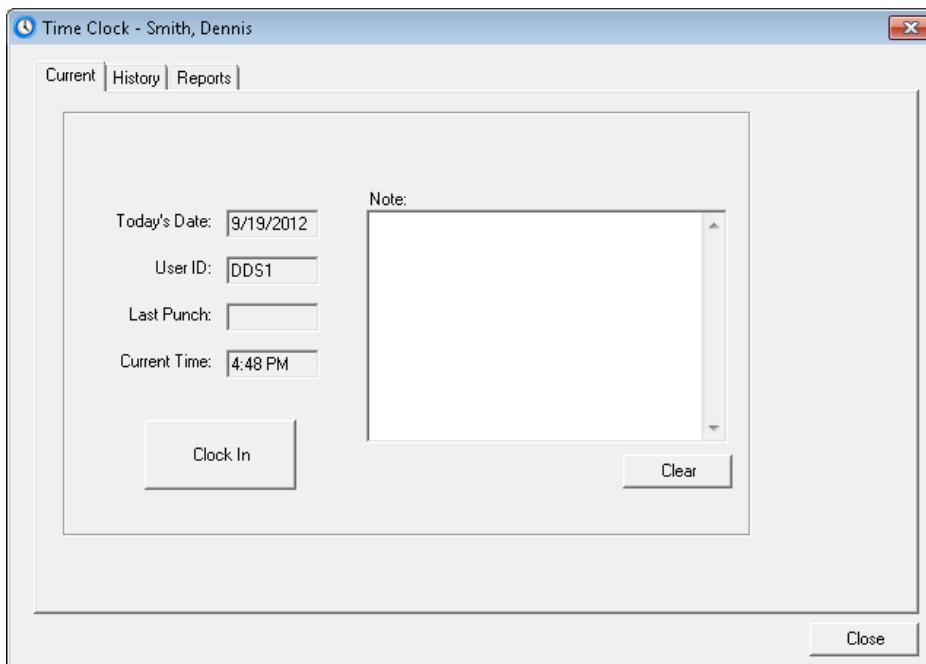 Time Clock - Smith, Dennis
Current History Reports
Note:
Today's Date: 9/19/2012
User ID: DDS1
Last Punch:
Current Time: 4:48 PM
Clock In
Clear
Close